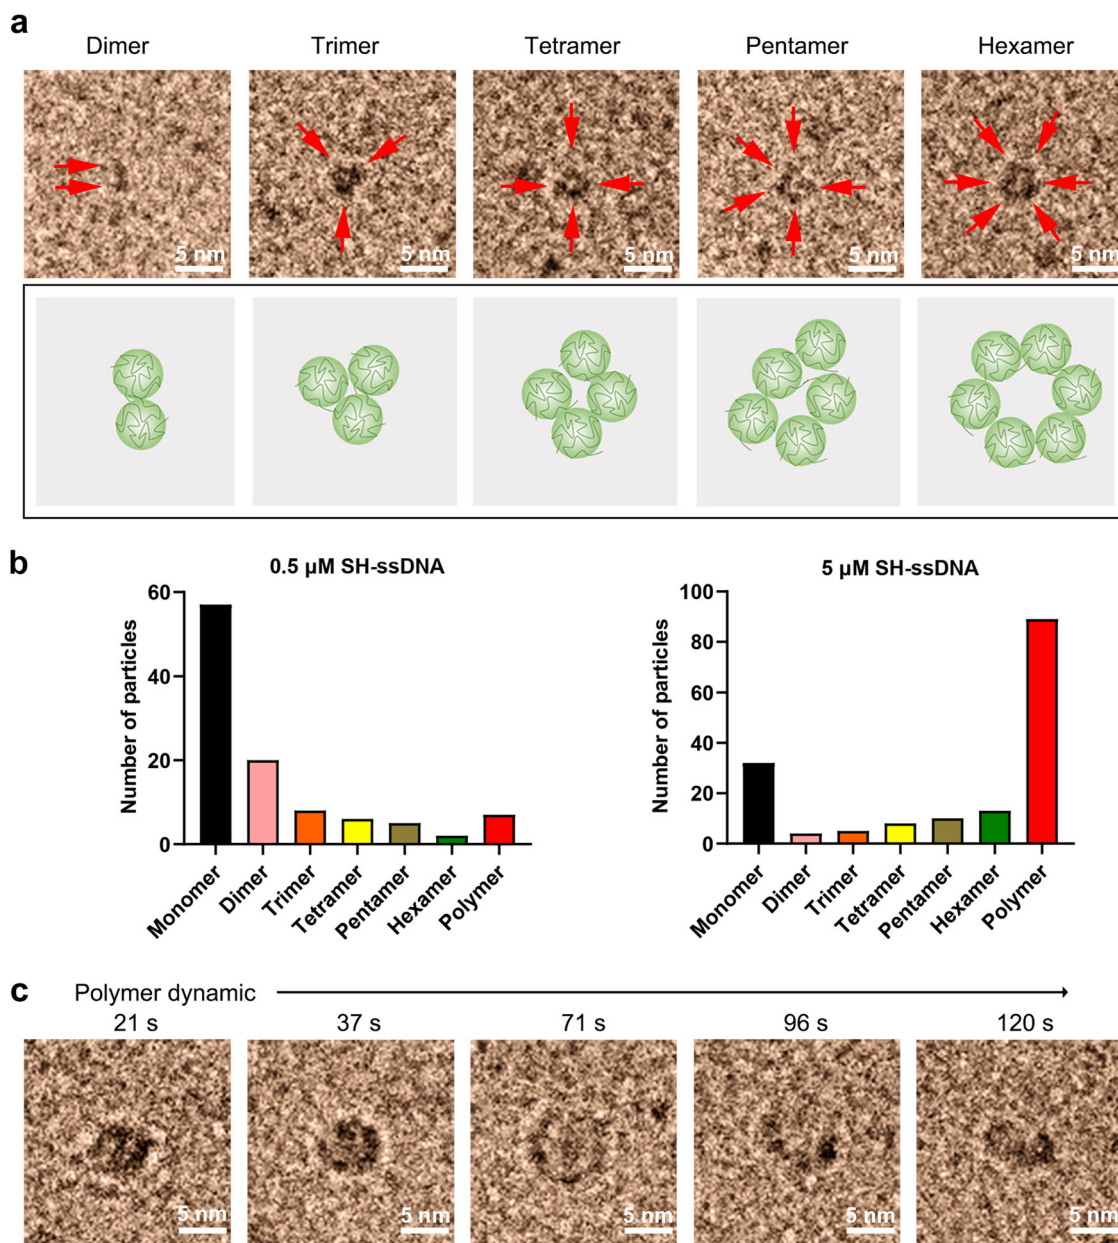 a
Dimer Trimer Tetramer Pentamer Hexamer
5 nm 5 nm 5 nm 5 nm 5 nm
b
0.5 µM SH-ssDNA
Number of particles
60
40
20
0
Monomer Dimer Trimer Tetramer Pentamer Hexamer Polymer
5 µM SH-ssDNA
Number of particles
100
80
60
40
20
0
Monomer Dimer Trimer Tetramer Pentamer Hexamer Polymer
c
Polymer dynamic
21 s 37 s 71 s 96 s 120 s
5 nm 5 nm 5 nm 5 nm 5 nm